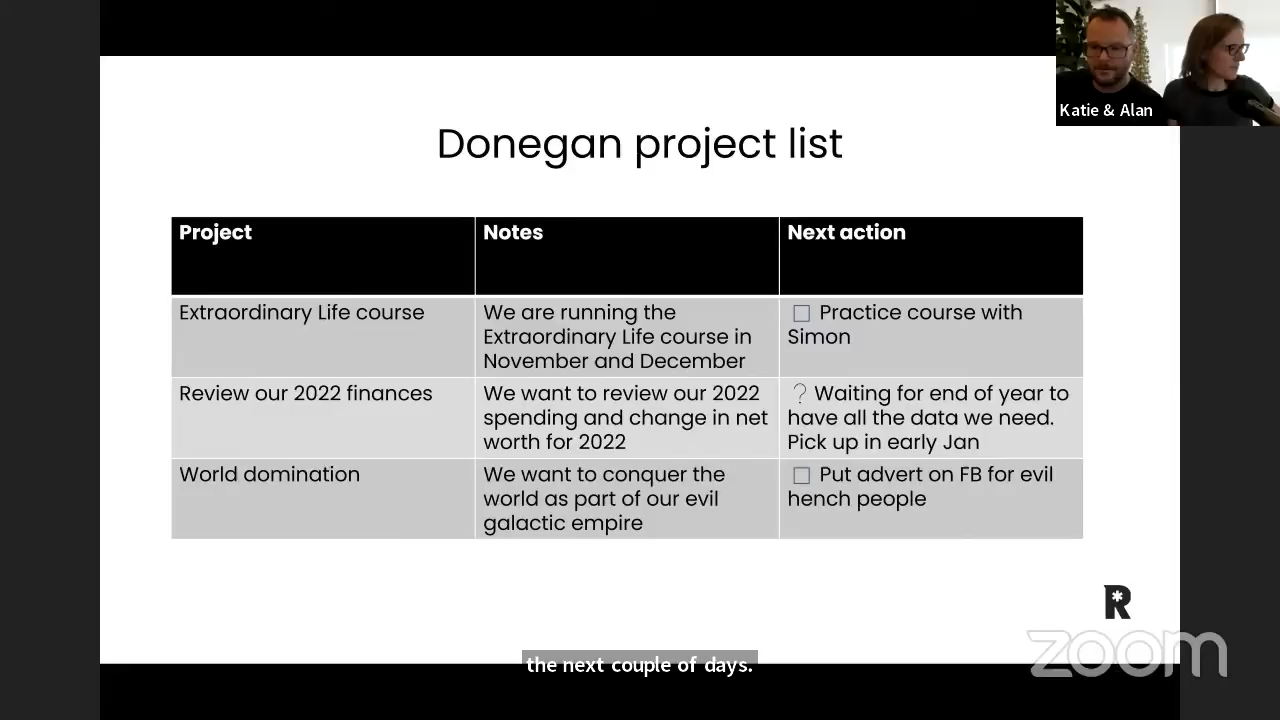 Katie & Alan
Donegan project list
Project
Notes
Next action
Extraordinary Life course
We are running the
Extraordinary Life course in
November and December
☐ Practice course with
Simon
Review our 2022 finances
We want to review our 2022
spending and change in net
worth for 2022
? Waiting for end of year to
have all the data we need.
Pick up in early Jan
World domination
We want to conquer the
world as part of our evil
galactic empire
☐ Put advert on FB for evil
hench people
R
zoom
the next couple of days.